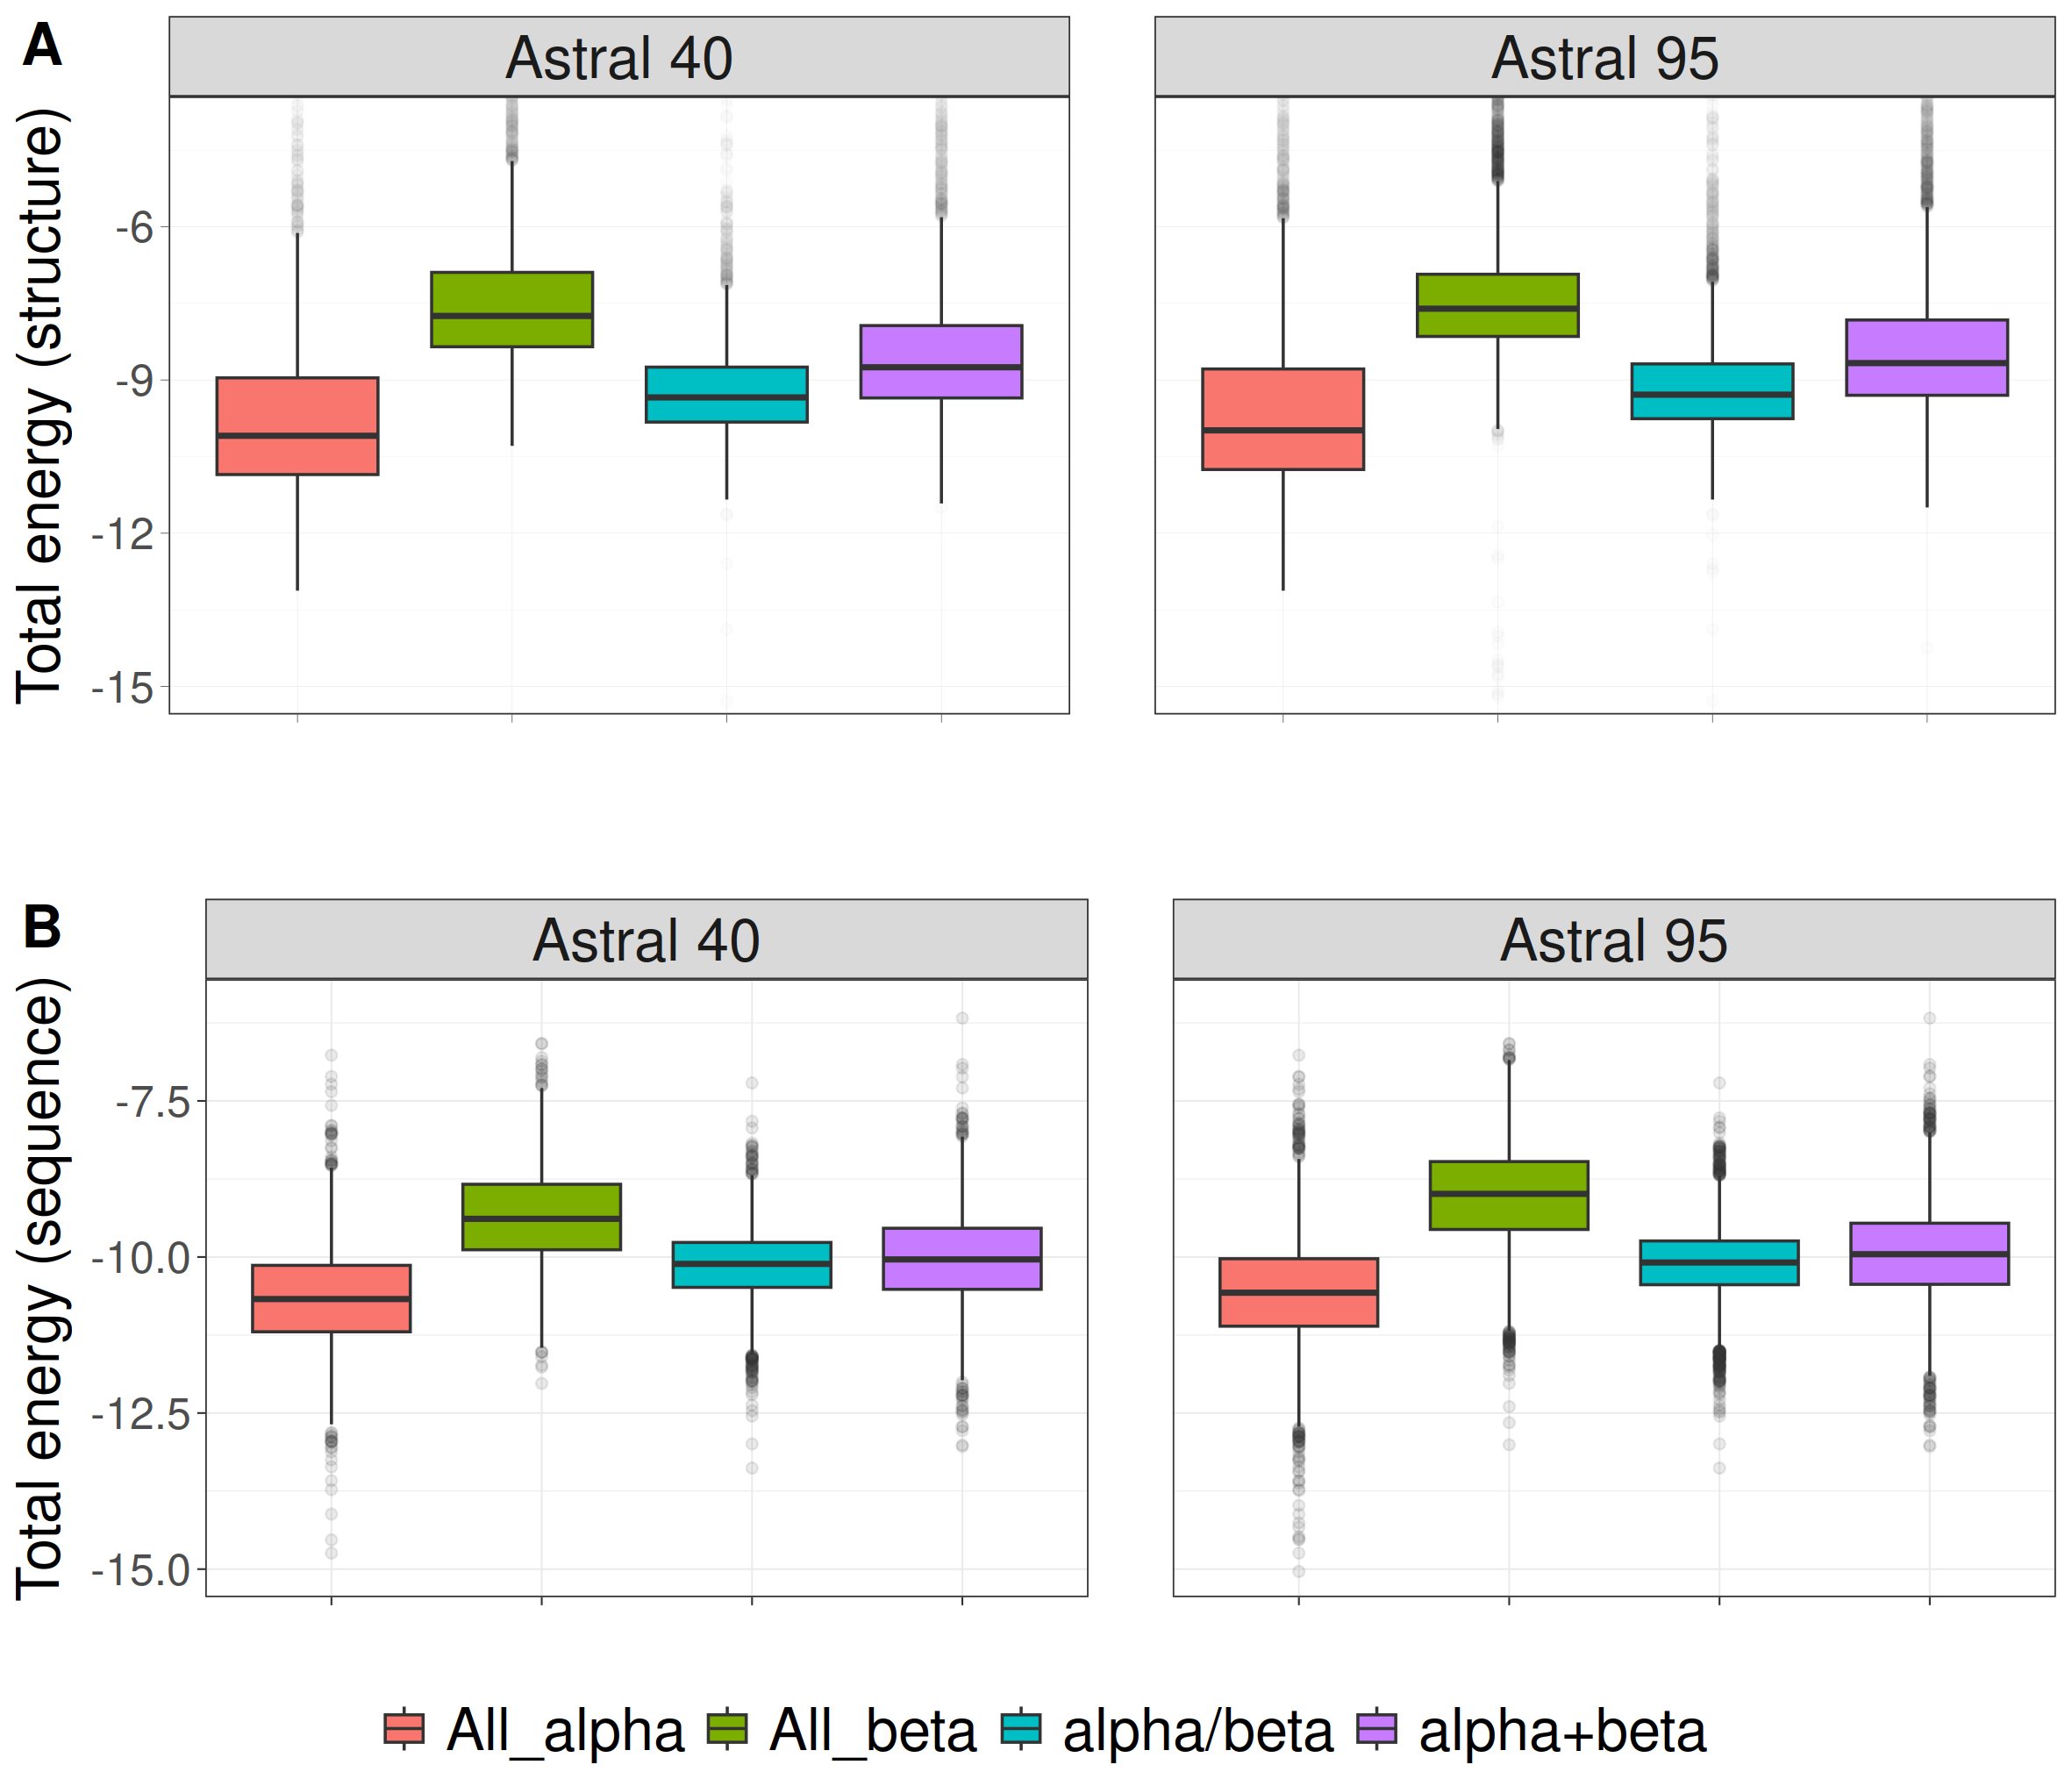 A
Astral 40
Astral 95
Total energy (structure)
-6
-9
-12
-15
B
Astral 40
Astral 95
Total energy (sequence)
-7.5
-10.0
-12.5
-15.0
All_alpha All_beta alpha/beta alpha+beta